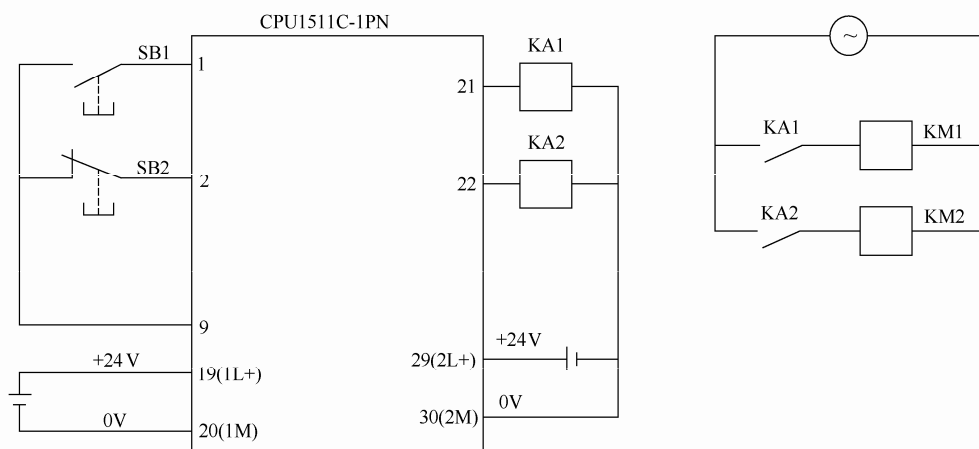 CPU1511C-1PN
SB1
1
SB2
2
9
+24V
19(1L+)
0V
20(1M)
KA1
21
KA2
22
+24V
29(2L+)
0V
30(2M)
~
KA1
KM1
KA2
KM2